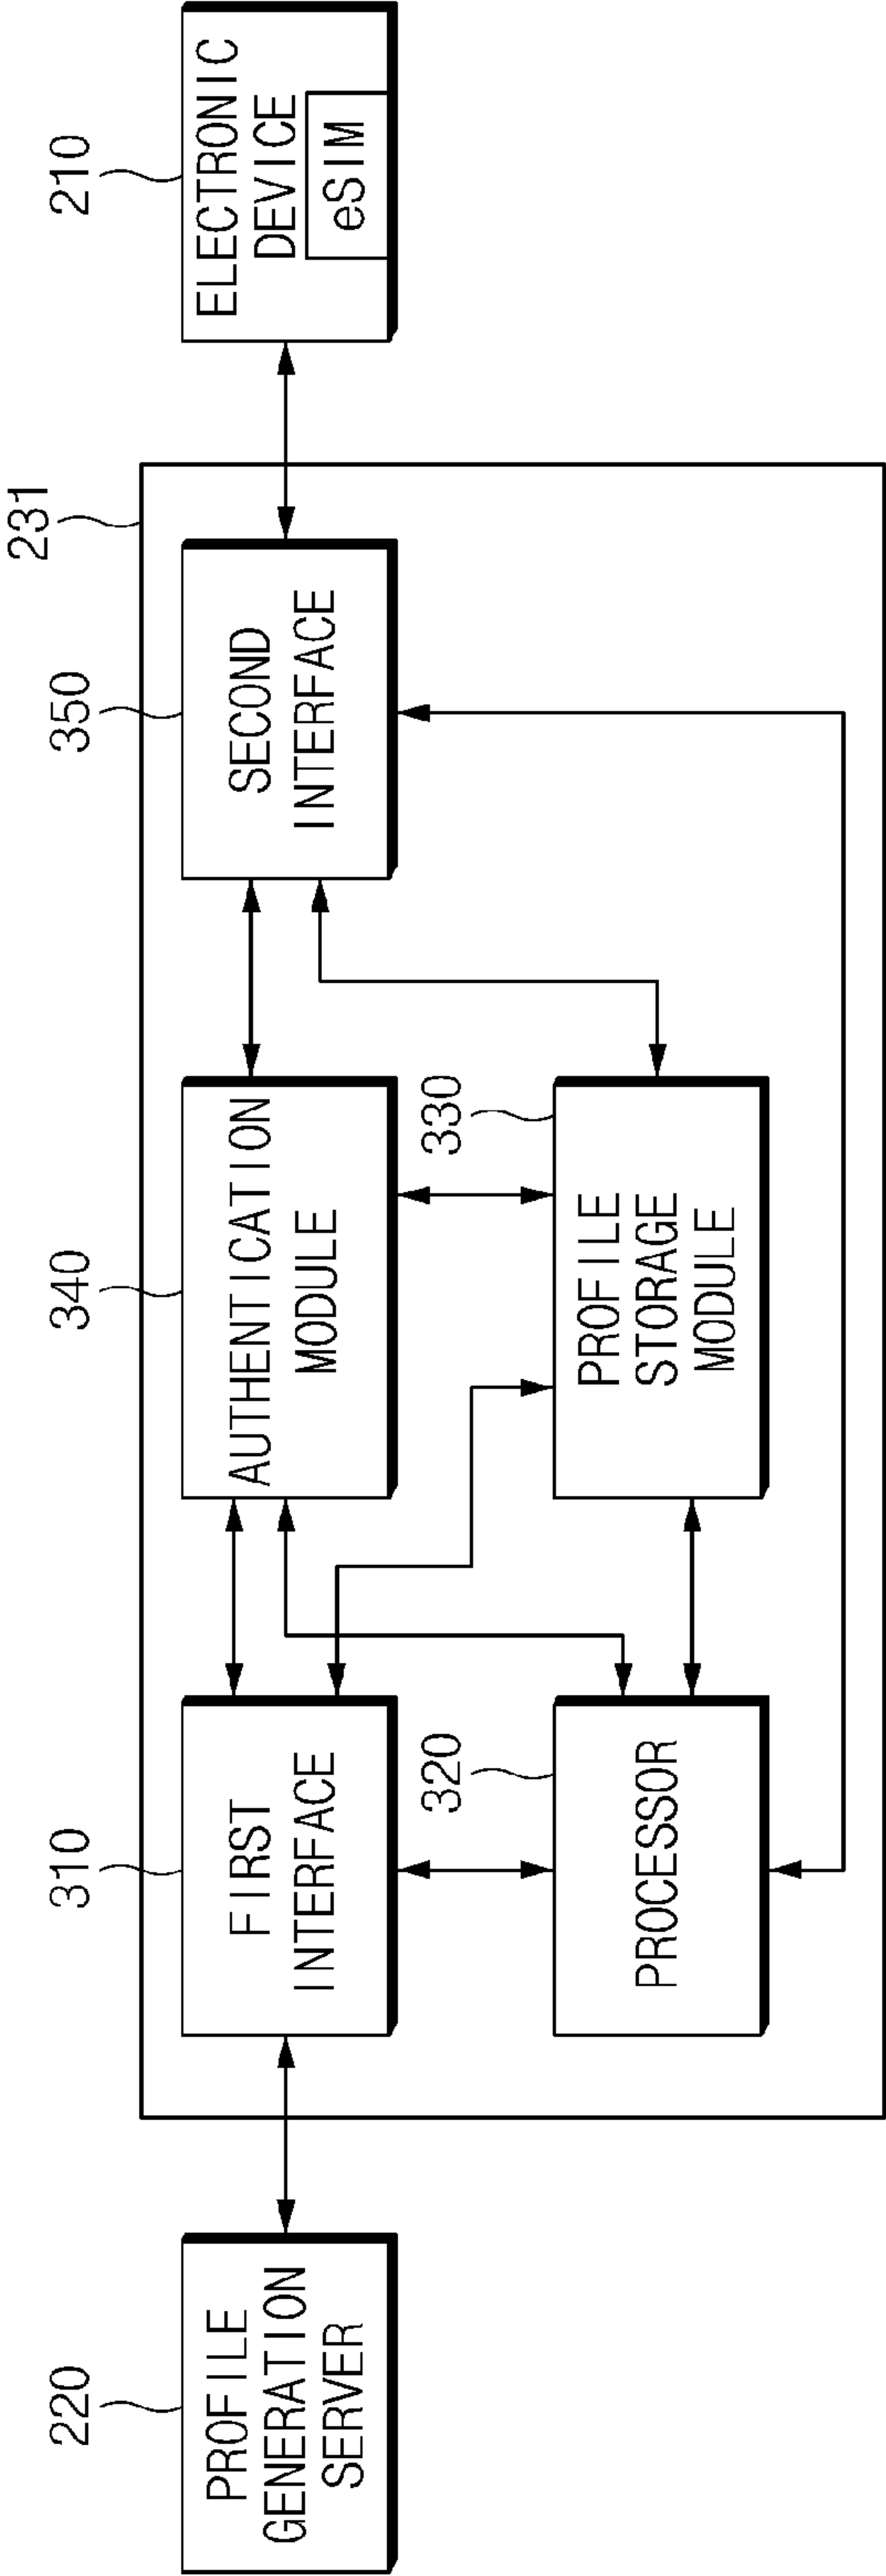 220
PROFILE
GENERATION
SERVER
231
310
FIRST
INTERFACE
340
AUTHENTICATION
MODULE
350
SECOND
INTERFACE
210
ELECTRONIC
DEVICE
eSIM
320
PROCESSOR
330
PROFILE
STORAGE
MODULE